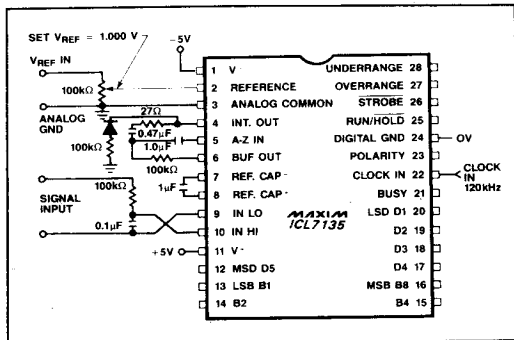 SET VREF = 1.000 V
-5V
VREF IN
100kΩ
ANALOG GND
27Ω
0.47µF
1.0µF
100kΩ
100kΩ
100kΩ
1µF
SIGNAL INPUT
0.1µF
+5V
1 V
2 REFERENCE
3 ANALOG COMMON
4 INT. OUT
5 A-Z IN
6 BUF OUT
7 REF. CAP-
8 REF. CAP-
9 IN LO
10 IN HI
11 V-
12 MSD D5
13 LSB B1
14 B2
MAXIM
ICL7135
UNDERRANGE 28
OVERRANGE 27
STROBE 26
RUN/HOLD 25
DIGITAL GND 24
0V
POLARITY 23
CLOCK IN 22
CLOCK IN 120kHz
BUSY 21
LSD D1 20
D2 19
D3 18
D4 17
MSB B8 16
B4 15